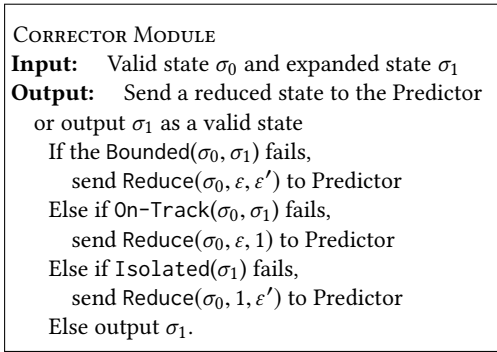 CORRECTOR MODULE
Input: Valid state σ₀ and expanded state σ₁
Output: Send a reduced state to the Predictor
or output σ₁ as a valid state
If the Bounded(σ₀, σ₁) fails,
send Reduce(σ₀, ε, ε′) to Predictor
Else if On-Track(σ₀, σ₁) fails,
send Reduce(σ₀, ε, 1) to Predictor
Else if Isolated(σ₁) fails,
send Reduce(σ₀, 1, ε′) to Predictor
Else output σ₁.